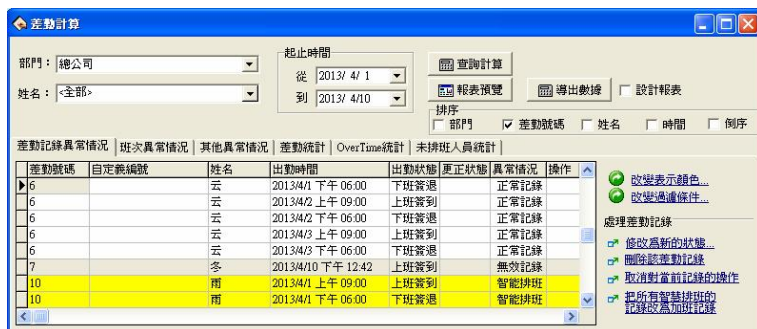 差勤計算
部門： 總公司
姓名： <全部>
起止時間
從 2013/ 4/ 1
到 2013/ 4/10
查詢計算
報表預覽 導出數據 設計報表
排序
部門 差勤號碼 姓名 時間 倒序
差勤記錄異常情況 班次異常情況 其他異常情況 差勤統計 OverTime統計 未排班人員統計
差勤號碼 自定義編號 姓名 出勤時間 出勤狀態 更正狀態 異常情況 操作
6 云 2013/4/1 下午 06:00 下班簽退 正常記錄
6 云 2013/4/2 上午 09:00 上班簽到 正常記錄
6 云 2013/4/2 下午 06:00 下班簽退 正常記錄
6 云 2013/4/3 上午 09:00 上班簽到 正常記錄
6 云 2013/4/3 下午 06:00 下班簽退 正常記錄
7 冬 2013/4/10 下午 12:42 上班簽到 無效記錄
10 雨 2013/4/1 上午 09:00 上班簽到 智能排班
10 雨 2013/4/1 下午 06:00 下班簽退 智能排班
改變表示顏色...
改變過濾條件...
處理差勤記錄
修改為新的狀態...
刪除該差勤記錄
取消對當前記錄的操作
把所有智慧排班的
記錄改為加班記錄